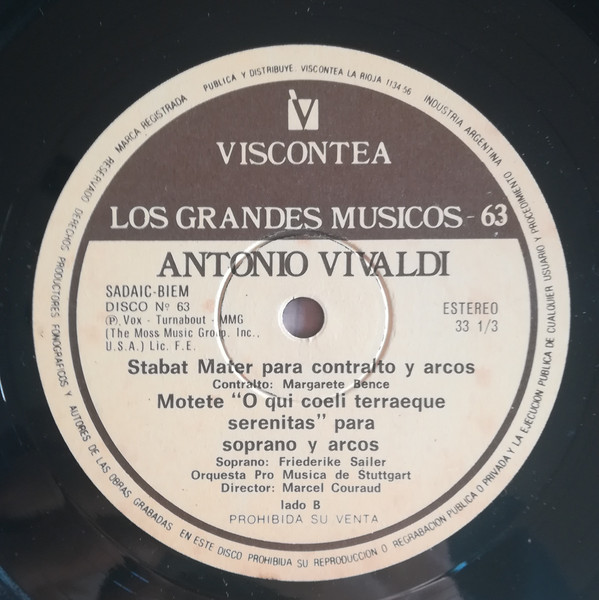 PUBLICA Y DISTRIBUYE: VISCONTEA LA RIOJA 1134-56
INDUSTRIA ARGENTINA
MARCA REGISTRADA
V
VISCONTEA
LOS GRANDES MUSICOS - 63
ANTONIO VIVALDI
SADAIC-BIEM
DISCO Nº 63
℗ Vox - Turnabout - MMG
(The Moss Music Group. Inc.,
U.S.A.) Lic. F.E.
ESTEREO
33 1/3
Stabat Mater para contralto y arcos
Contralto: Margarete Bence
Motete "O qui coeli terraeque
serenitas" para
soprano y arcos
Soprano: Friederike Sailer
Orquesta Pro Musica de Stuttgart
Director: Marcel Couraud
lado B
PROHIBIDA SU VENTA
RESERVADO DERECHOS PRODUCTORES FONOGRAFICOS Y AUTORES DE LAS OBRAS GRABADAS EN ESTE DISCO PROHIBIDA SU REPRODUCCION O REGRABACION PUBLICA O PRIVADA Y LA EJECUCION PUBLICA DE CUALQUIER USUARIO Y PROCEDIMIENTO